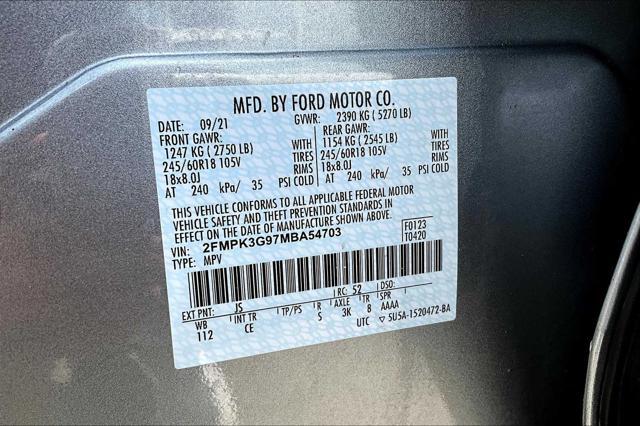 MFD. BY FORD MOTOR CO.
DATE: 09/21 GVWR: 2390 KG ( 5270 LB)
FRONT GAWR: REAR GAWR:
1247 KG ( 2750 LB) WITH 1154 KG ( 2545 LB) WITH
245/60R18 105V TIRES 245/60R18 105V TIRES
18x8.0J RIMS 18x8.0J RIMS
AT 240 kPa/ 35 PSI COLD AT 240 kPa/ 35 PSI COLD
THIS VEHICLE CONFORMS TO ALL APPLICABLE FEDERAL MOTOR
VEHICLE SAFETY AND THEFT PREVENTION STANDARDS IN
EFFECT ON THE DATE OF MANUFACTURE SHOWN ABOVE.
VIN: 2FMPK3G97MBA54703 F0123
TYPE: MPV T0420
EXT PNT: JS RC: 52 DSO:
WB INT TR TP/PS R AXLE TR SPR
112 CE S 3K 8 AAAA
UTC ▽ 5U5A-1520472-BA